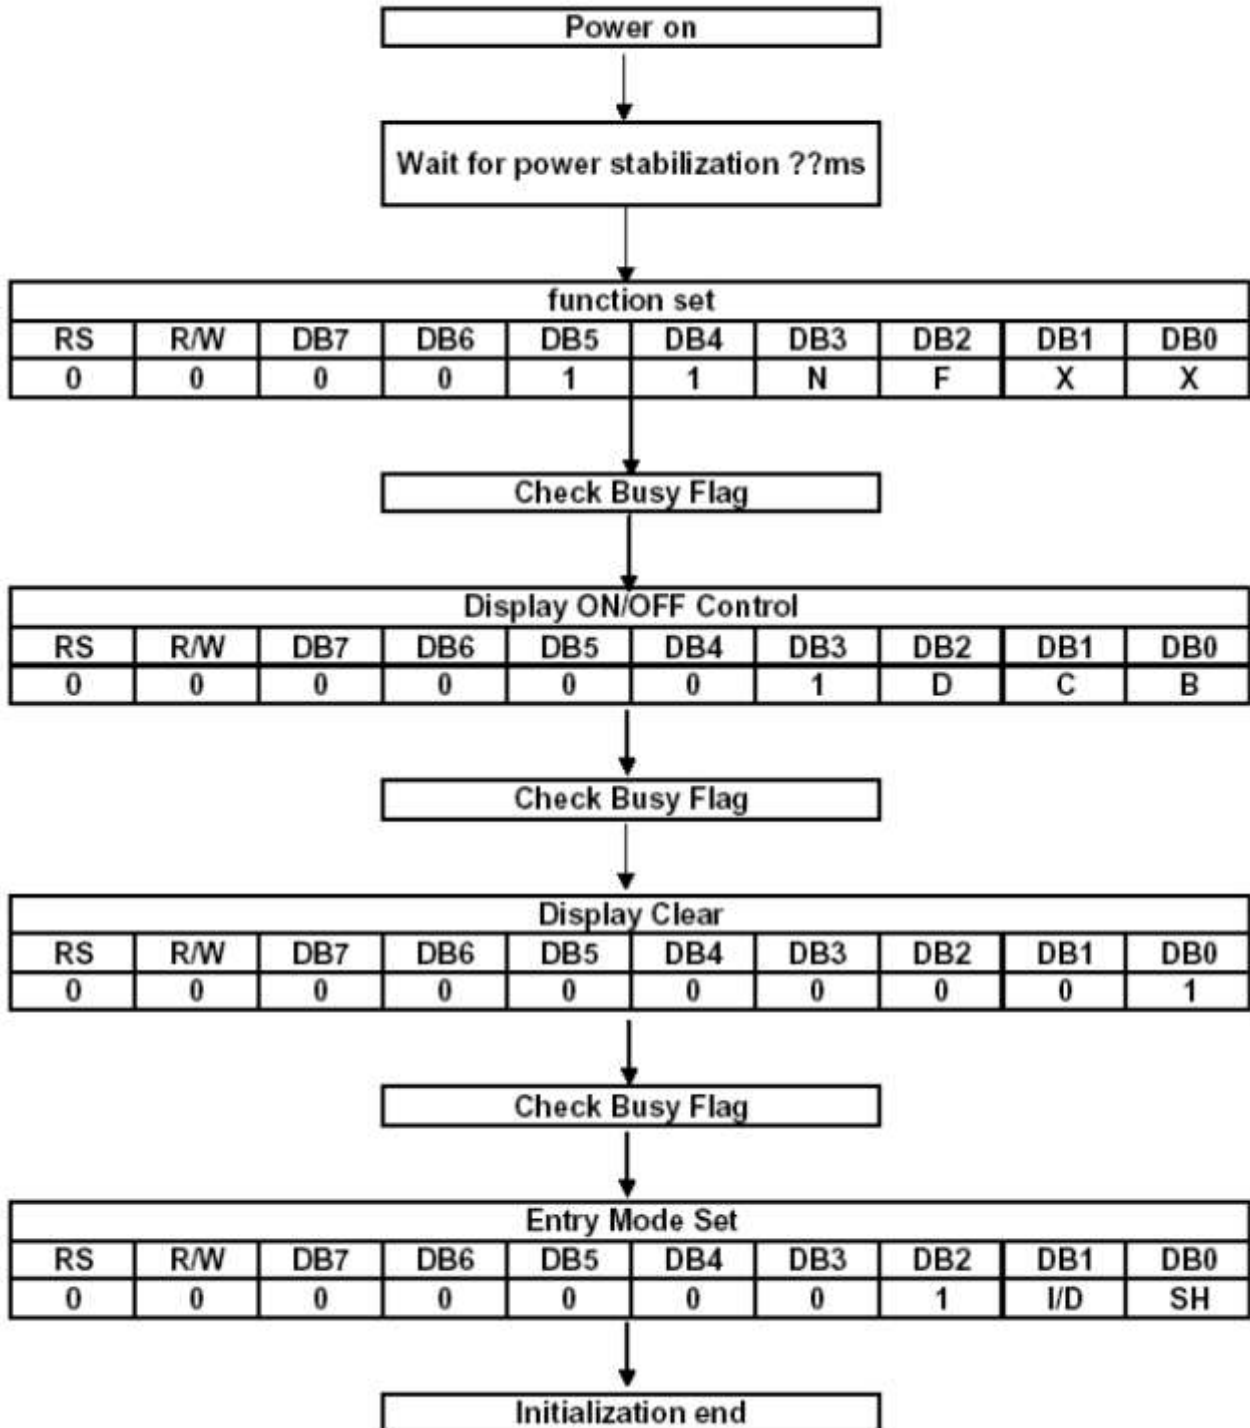 Power on
Wait for power stabilization ??ms
function set
RS R/W DB7 DB6 DB5 DB4 DB3 DB2 DB1 DB0
0 0 0 0 1 1 N F X X
Check Busy Flag
Display ON/OFF Control
RS R/W DB7 DB6 DB5 DB4 DB3 DB2 DB1 DB0
0 0 0 0 0 0 1 D C B
Check Busy Flag
Display Clear
RS R/W DB7 DB6 DB5 DB4 DB3 DB2 DB1 DB0
0 0 0 0 0 0 0 0 0 1
Check Busy Flag
Entry Mode Set
RS R/W DB7 DB6 DB5 DB4 DB3 DB2 DB1 DB0
0 0 0 0 0 0 0 1 I/D SH
Initialization end